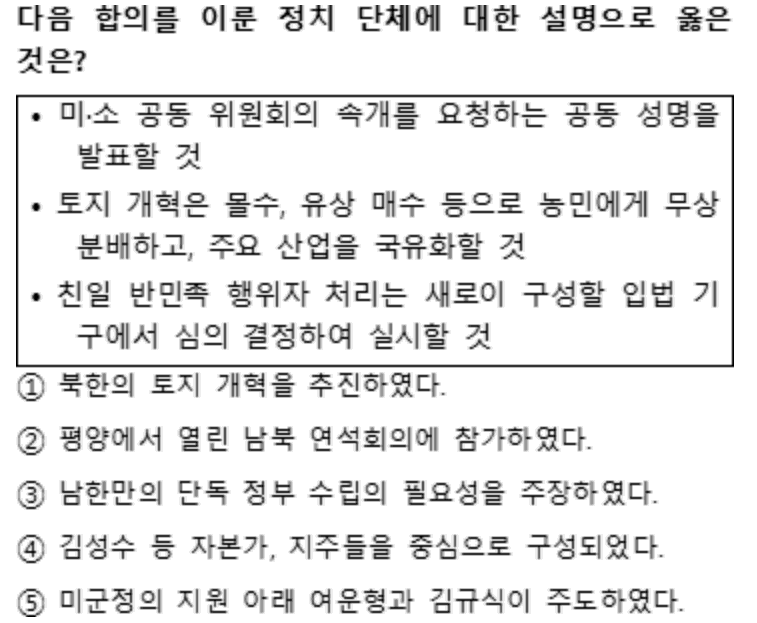 다음 합의를 이룬 정치 단체에 대한 설명으로 옳은
것은?
• 미·소 공동 위원회의 속개를 요청하는 공동 성명을
발표할 것
• 토지 개혁은 몰수, 유상 매수 등으로 농민에게 무상
분배하고, 주요 산업을 국유화할 것
• 친일 반민족 행위자 처리는 새로이 구성할 입법 기
구에서 심의 결정하여 실시할 것
① 북한의 토지 개혁을 추진하였다.
② 평양에서 열린 남북 연석회의에 참가하였다.
③ 남한만의 단독 정부 수립의 필요성을 주장하였다.
④ 김성수 등 자본가, 지주들을 중심으로 구성되었다.
⑤ 미군정의 지원 아래 여운형과 김규식이 주도하였다.